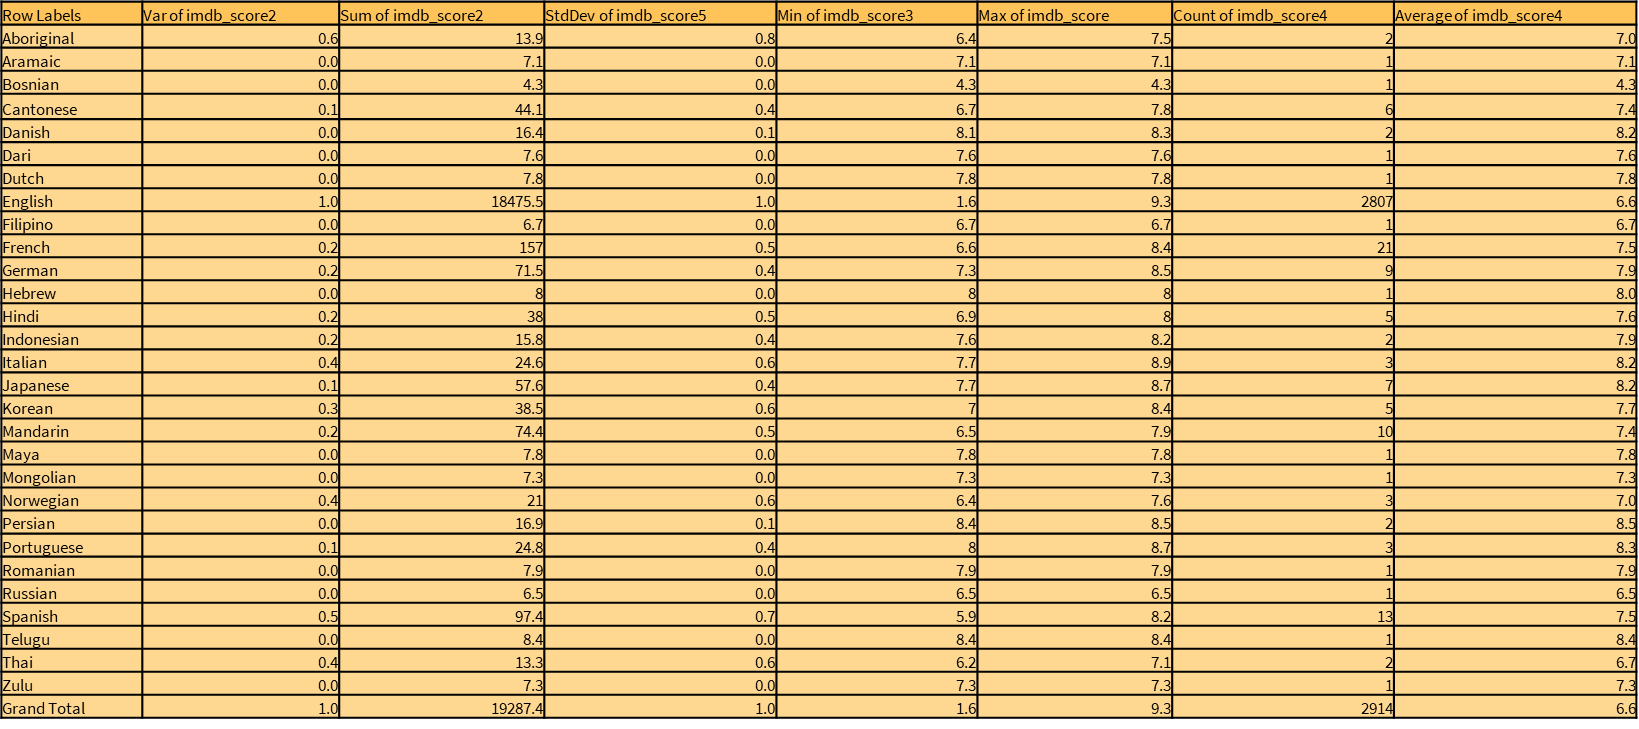 Row Labels Var of imdb_score2 Sum of imdb_score2 StdDev of imdb_score5 Min of imdb_score3 Max of imdb_score Count of imdb_score4 Average of imdb_score4
Aboriginal 0.6 13.9 0.8 6.4 7.5 2 7.0
Aramaic 0.0 7.1 0.0 7.1 7.1 1 7.1
Bosnian 0.0 4.3 0.0 4.3 4.3 1 4.3
Cantonese 0.1 44.1 0.4 6.7 7.8 6 7.4
Danish 0.0 16.4 0.1 8.1 8.3 2 8.2
Dari 0.0 7.6 0.0 7.6 7.6 1 7.6
Dutch 0.0 7.8 0.0 7.8 7.8 1 7.8
English 1.0 18475.5 1.0 1.6 9.3 2807 6.6
Filipino 0.0 6.7 0.0 6.7 6.7 1 6.7
French 0.2 157 0.5 6.6 8.4 21 7.5
German 0.2 71.5 0.4 7.3 8.5 9 7.9
Hebrew 0.0 8 0.0 8 8 1 8.0
Hindi 0.2 38 0.5 6.9 8 5 7.6
Indonesian 0.2 15.8 0.4 7.6 8.2 2 7.9
Italian 0.4 24.6 0.6 7.7 8.9 3 8.2
Japanese 0.1 57.6 0.4 7.7 8.7 7 8.2
Korean 0.3 38.5 0.6 7 8.4 5 7.7
Mandarin 0.2 74.4 0.5 6.5 7.9 10 7.4
Maya 0.0 7.8 0.0 7.8 7.8 1 7.8
Mongolian 0.0 7.3 0.0 7.3 7.3 1 7.3
Norwegian 0.4 21 0.6 6.4 7.6 3 7.0
Persian 0.0 16.9 0.1 8.4 8.5 2 8.5
Portuguese 0.1 24.8 0.4 8 8.7 3 8.3
Romanian 0.0 7.9 0.0 7.9 7.9 1 7.9
Russian 0.0 6.5 0.0 6.5 6.5 1 6.5
Spanish 0.5 97.4 0.7 5.9 8.2 13 7.5
Telugu 0.0 8.4 0.0 8.4 8.4 1 8.4
Thai 0.4 13.3 0.6 6.2 7.1 2 6.7
Zulu 0.0 7.3 0.0 7.3 7.3 1 7.3
Grand Total 1.0 19287.4 1.0 1.6 9.3 2914 6.6